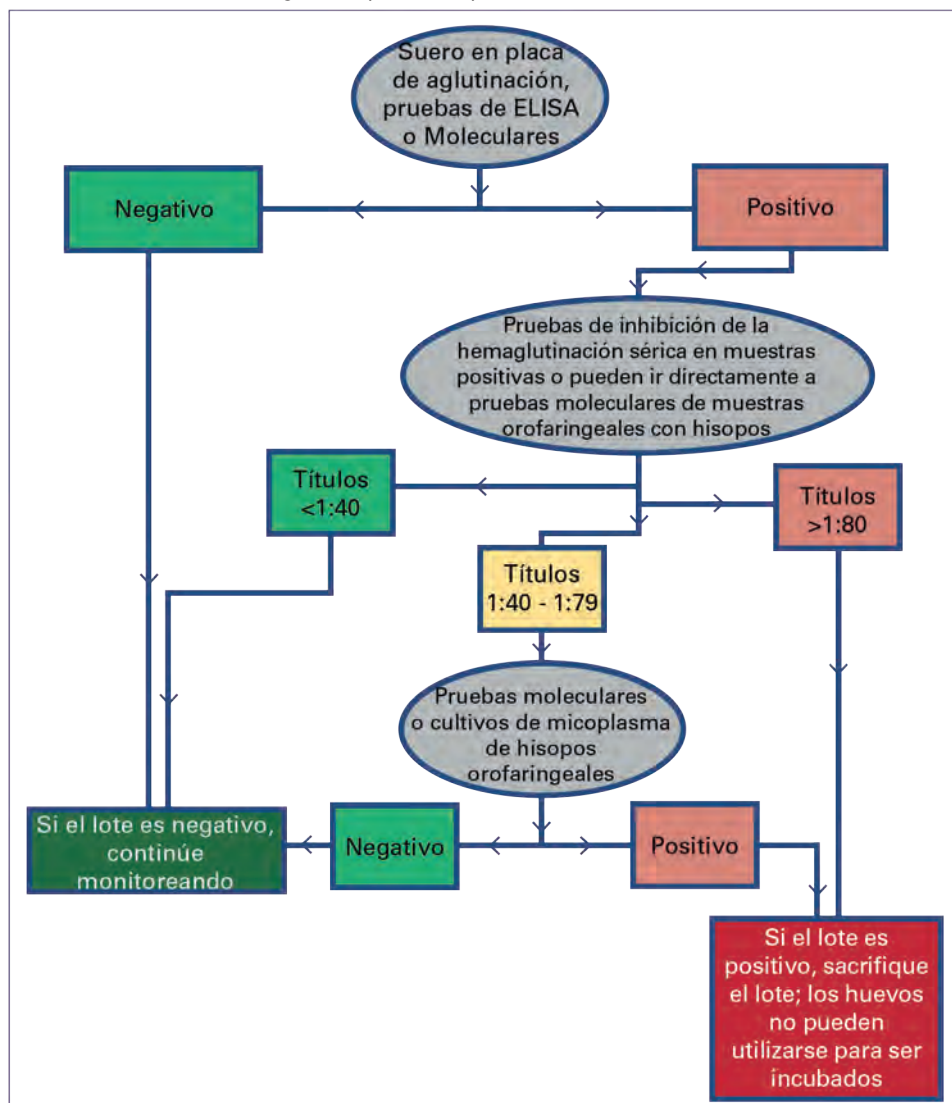 Suero en placa
de aglutinación,
pruebas de ELISA
o Moleculares
Negativo
Positivo
Pruebas de inhibición de la
hemaglutinación sérica en muestras
positivas o pueden ir directamente a
pruebas moleculares de muestras
orofaringeales con hisopos
Títulos
<1:40
Títulos
>1:80
Títulos
1:40 - 1:79
Pruebas moleculares
o cultivos de micoplasma
de hisopos
orofaringeales
Si el lote es negativo,
continúe
monitoreando
Negativo
Positivo
Si el lote es
positivo, sacrifique
el lote; los huevos
no pueden
utilizarse para ser
íncubados